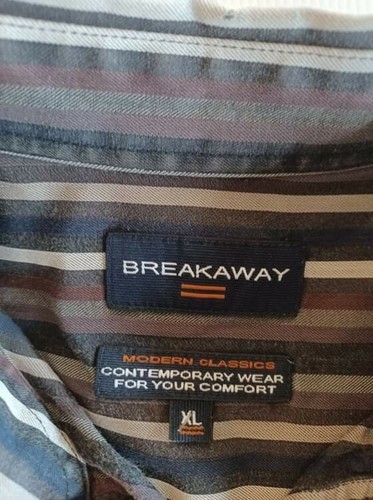 BREAKAWAY
MODERN CLASSICS
CONTEMPORARY WEAR
FOR YOUR COMFORT
XL